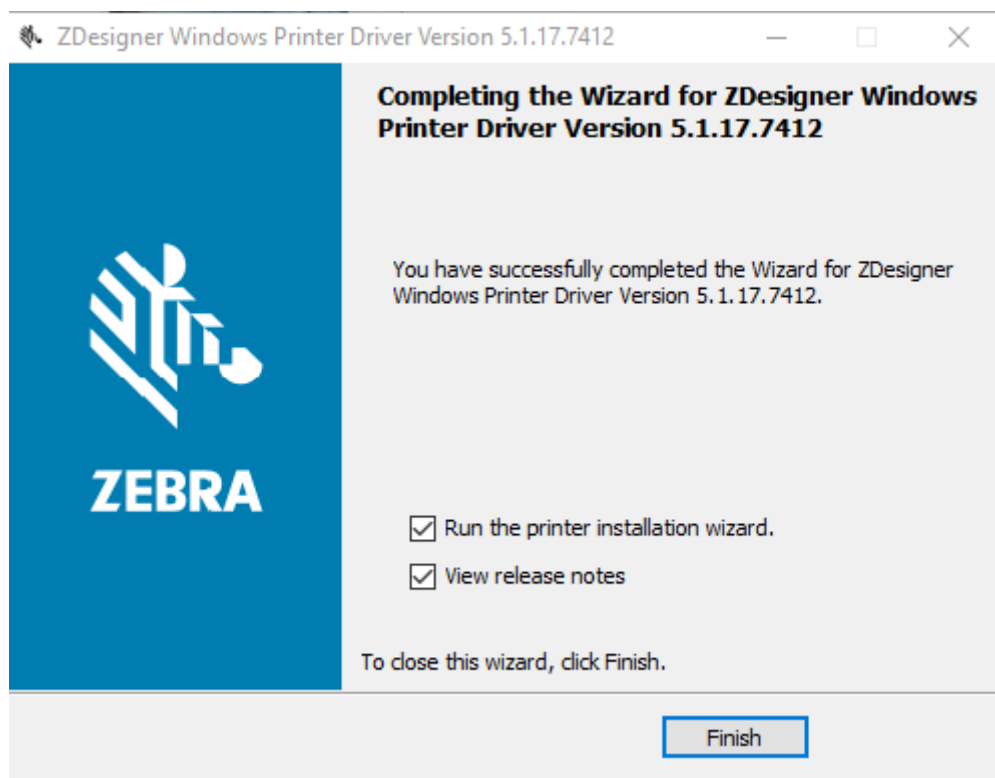 ZDesigner Windows Printer Driver Version 5.1.17.7412
Completing the Wizard for ZDesigner Windows
Printer Driver Version 5.1.17.7412
You have successfully completed the Wizard for ZDesigner
Windows Printer Driver Version 5.1.17.7412.
ZEBRA
Run the printer installation wizard.
View release notes
To close this wizard, click Finish.
Finish